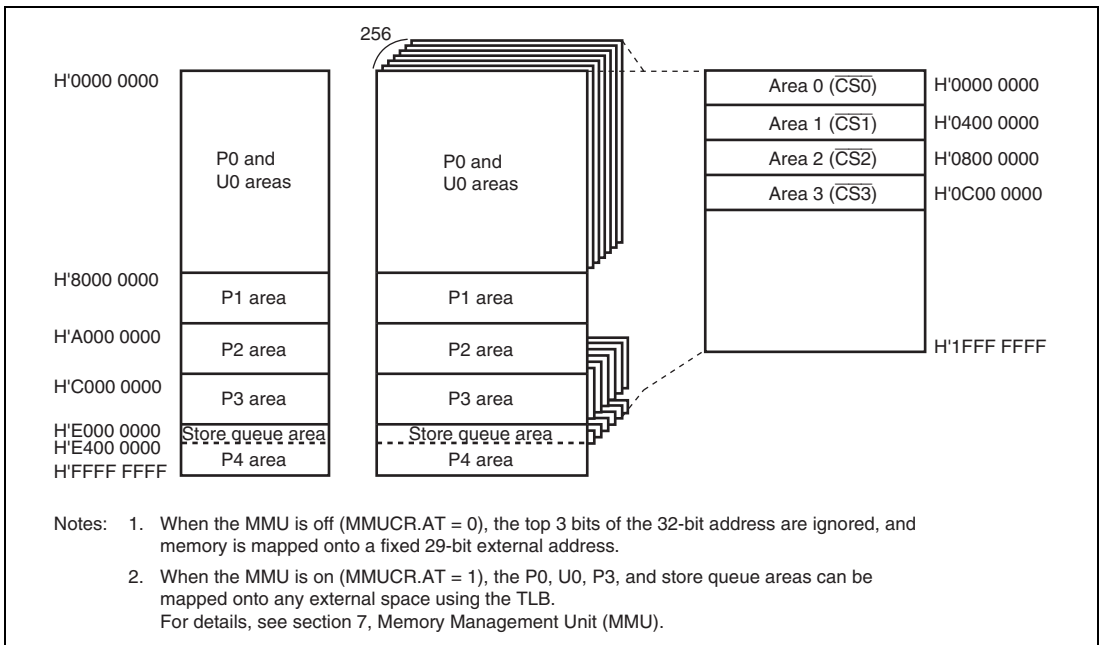 256
H'0000 0000
P0 and
U0 areas
H'8000 0000
P1 area
H'A000 0000
P2 area
H'C000 0000
P3 area
H'E000 0000
Store queue area
H'E400 0000
P4 area
H'FFFF FFFF
P0 and
U0 areas
P1 area
P2 area
P3 area
Store queue area
P4 area
Area 0 (CS0) H'0000 0000
Area 1 (CS1) H'0400 0000
Area 2 (CS2) H'0800 0000
Area 3 (CS3) H'0C00 0000
H'1FFF FFFF
Notes: 1. When the MMU is off (MMUCR.AT = 0), the top 3 bits of the 32-bit address are ignored, and
memory is mapped onto a fixed 29-bit external address.
2. When the MMU is on (MMUCR.AT = 1), the P0, U0, P3, and store queue areas can be
mapped onto any external space using the TLB.
For details, see section 7, Memory Management Unit (MMU).